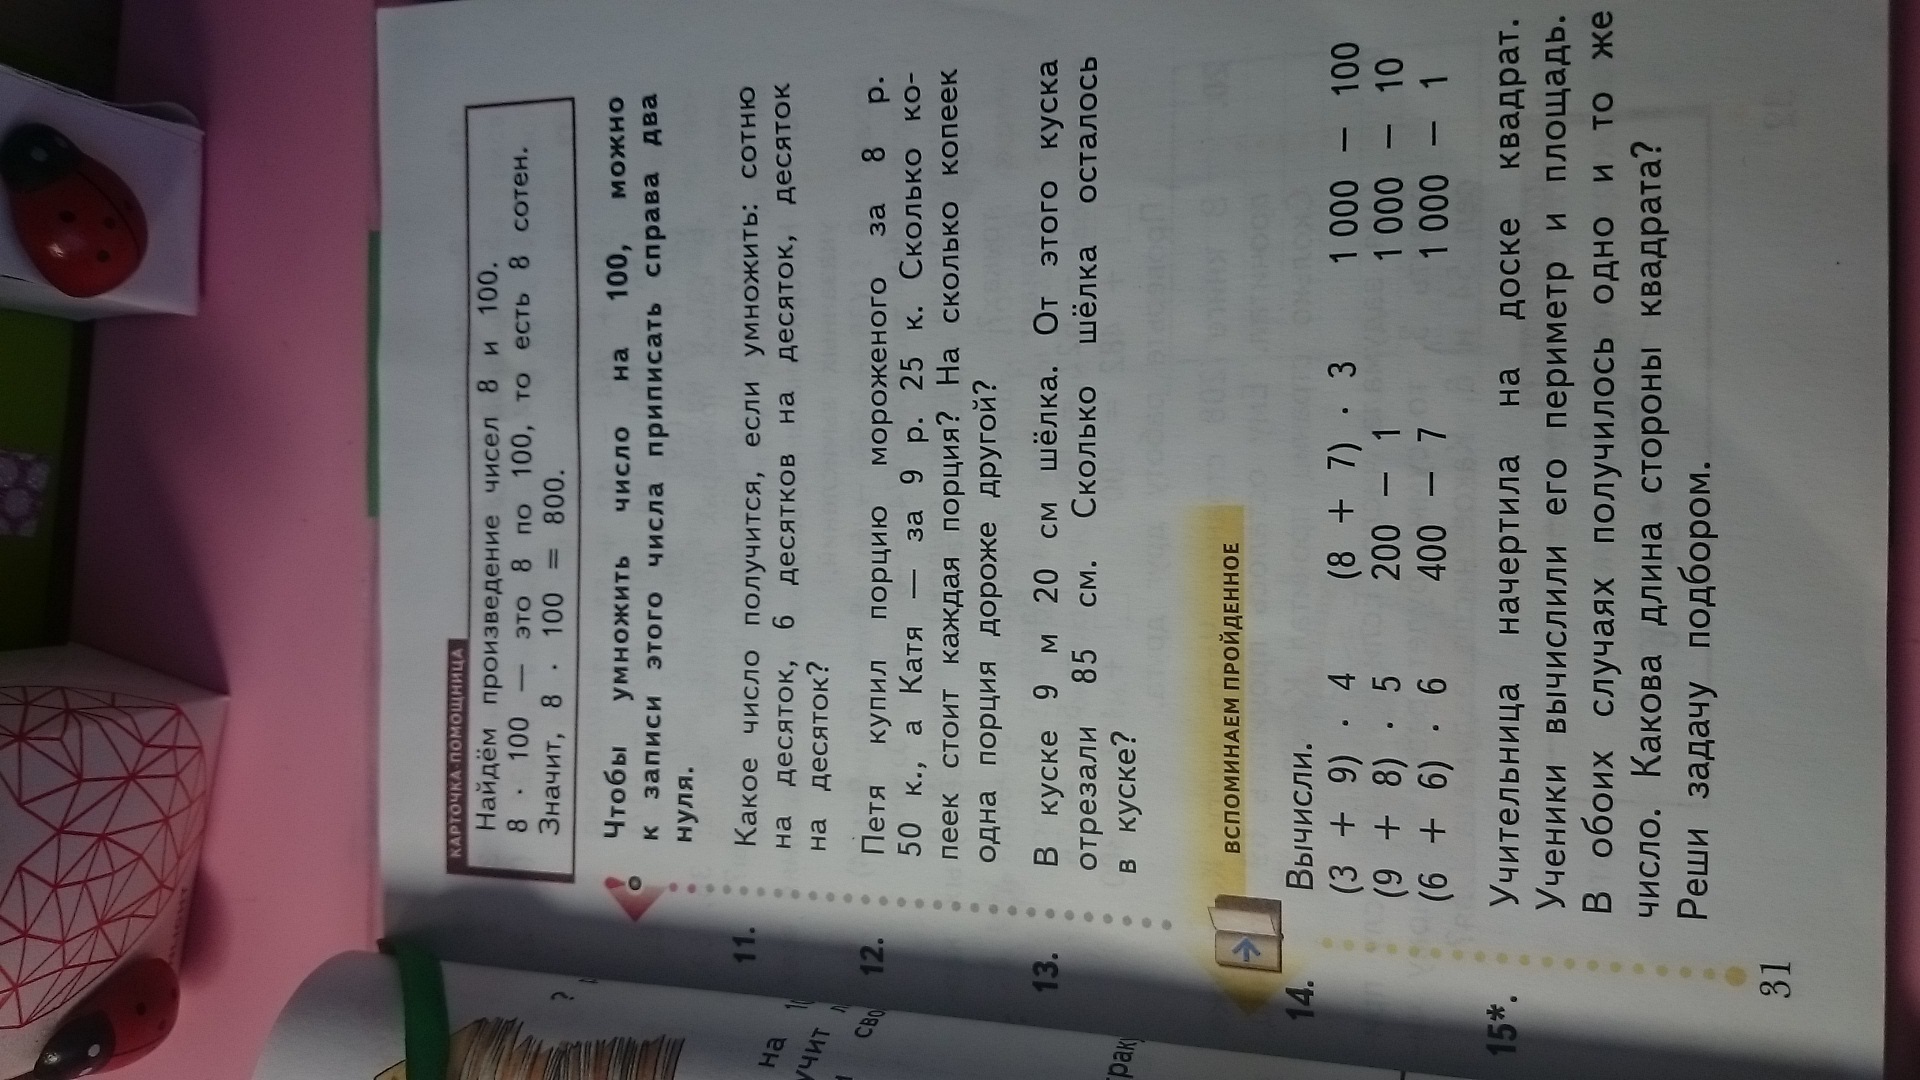 КАРТОЧКА-ПОМОЩНИЦА
Найдём произведение чисел 8 и 100.
8 · 100 — это 8 по 100, то есть 8 сотен.
Значит, 8 · 100 = 800.
Чтобы умножить число на 100, можно
к записи этого числа приписать справа два
нуля.
11. Какое число получится, если умножить: сотню
на десяток, 6 десятков на десяток, десяток
на десяток?
12. Петя купил порцию мороженого за 8 р.
50 к., а Катя — за 9 р. 25 к. Сколько ко-
пеек стоит каждая порция? На сколько копеек
одна порция дороже другой?
13. В куске 9 м 20 см шёлка. От этого куска
отрезали 85 см. Сколько шёлка осталось
в куске?
ВСПОМИНАЕМ ПРОЙДЕННОЕ
14. Вычисли.
(3 + 9) · 4 (8 + 7) · 3 1 000 − 100
(9 + 8) · 5 200 − 1 1 000 − 10
(6 + 6) · 6 400 − 7 1 000 − 1
15*. Учительница начертила на доске квадрат.
Ученики вычислили его периметр и площадь.
В обоих случаях получилось одно и то же
число. Какова длина стороны квадрата?
Реши задачу подбором.
31
?
на
учит
сво